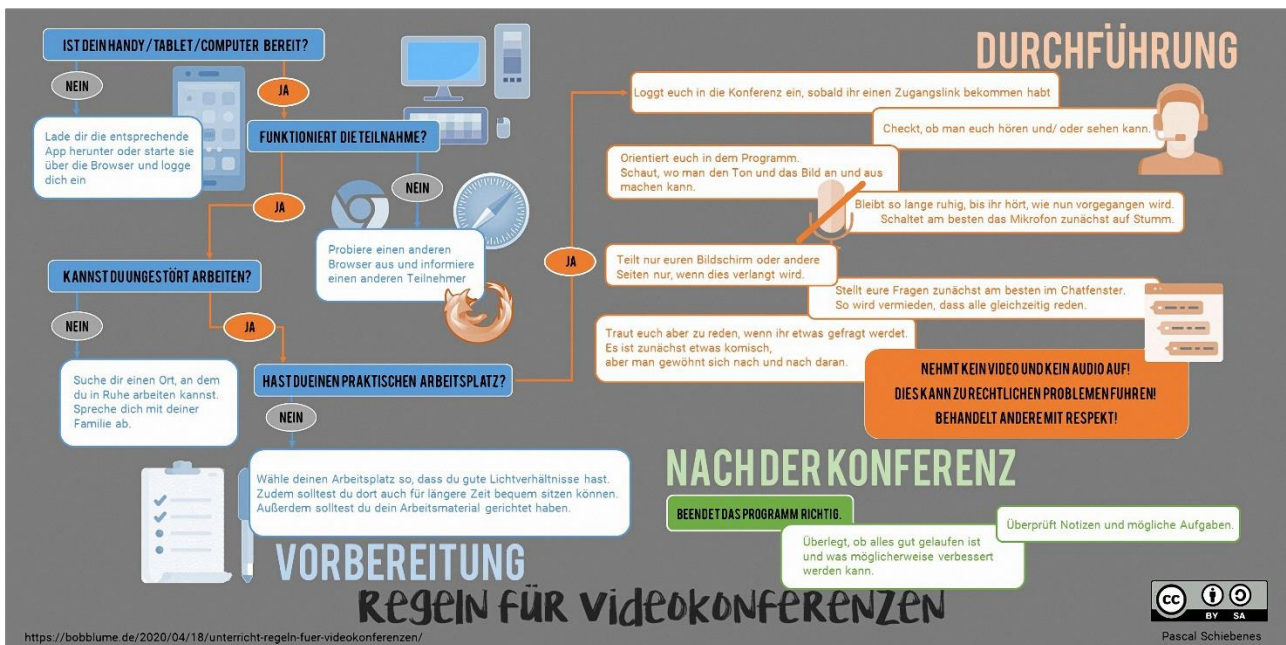 IST DEIN HANDY / TABLET / COMPUTER BEREIT?
NEIN
JA
Lade dir die entsprechende
App herunter oder starte sie
über die Browser und logge
dich ein
FUNKTIONIERT DIE TEILNAHME?
JA
NEIN
Probiere einen anderen
Browser aus und informiere
einen anderen Teilnehmer
KANNST DU UNGESTÖRT ARBEITEN?
NEIN
JA
Suche dir einen Ort, an dem
du in Ruhe arbeiten kannst.
Spreche dich mit deiner
Familie ab.
HAST DU EINEN PRAKTISCHEN ARBEITSPLATZ?
NEIN
JA
Wähle deinen Arbeitsplatz so, dass du gute Lichtverhältnisse hast.
Zudem solltest du dort auch für längere Zeit bequem sitzen können.
Außerdem solltest du dein Arbeitsmaterial gerichtet haben.
VORBEREITUNG
DURCHFÜHRUNG
Loggt euch in die Konferenz ein, sobald ihr einen Zugangslink bekommen habt
Checkt, ob man euch hören und/ oder sehen kann.
Orientiert euch in dem Programm.
Schaut, wo man den Ton und das Bild an und aus
machen kann.
Bleibt so lange ruhig, bis ihr hört, wie nun vorgegangen wird.
Schaltet am besten das Mikrofon zunächst auf Stumm.
Teilt nur euren Bildschirm oder andere
Seiten nur, wenn dies verlangt wird.
Stellt eure Fragen zunächst am besten im Chatfenster.
So wird vermieden, dass alle gleichzeitig reden.
Traut euch aber zu reden, wenn ihr etwas gefragt werdet.
Es ist zunächst etwas komisch,
aber man gewöhnt sich nach und nach daran.
NEHMT KEIN VIDEO UND KEIN AUDIO AUF!
DIES KANN ZU RECHTLICHEN PROBLEMEN FÜHREN!
BEHANDELT ANDERE MIT RESPEKT!
NACH DER KONFERENZ
BEENDET DAS PROGRAMM RICHTIG.
Überlegt, ob alles gut gelaufen ist
und was möglicherweise verbessert
werden kann.
Überprüft Notizen und mögliche Aufgaben.
REGELN FÜR VIDEOKONFERENZEN
https://bobblume.de/2020/04/18/unterricht-regeln-fuer-videokonferenzen/
cc
BY SA
Pascal Schiebenes